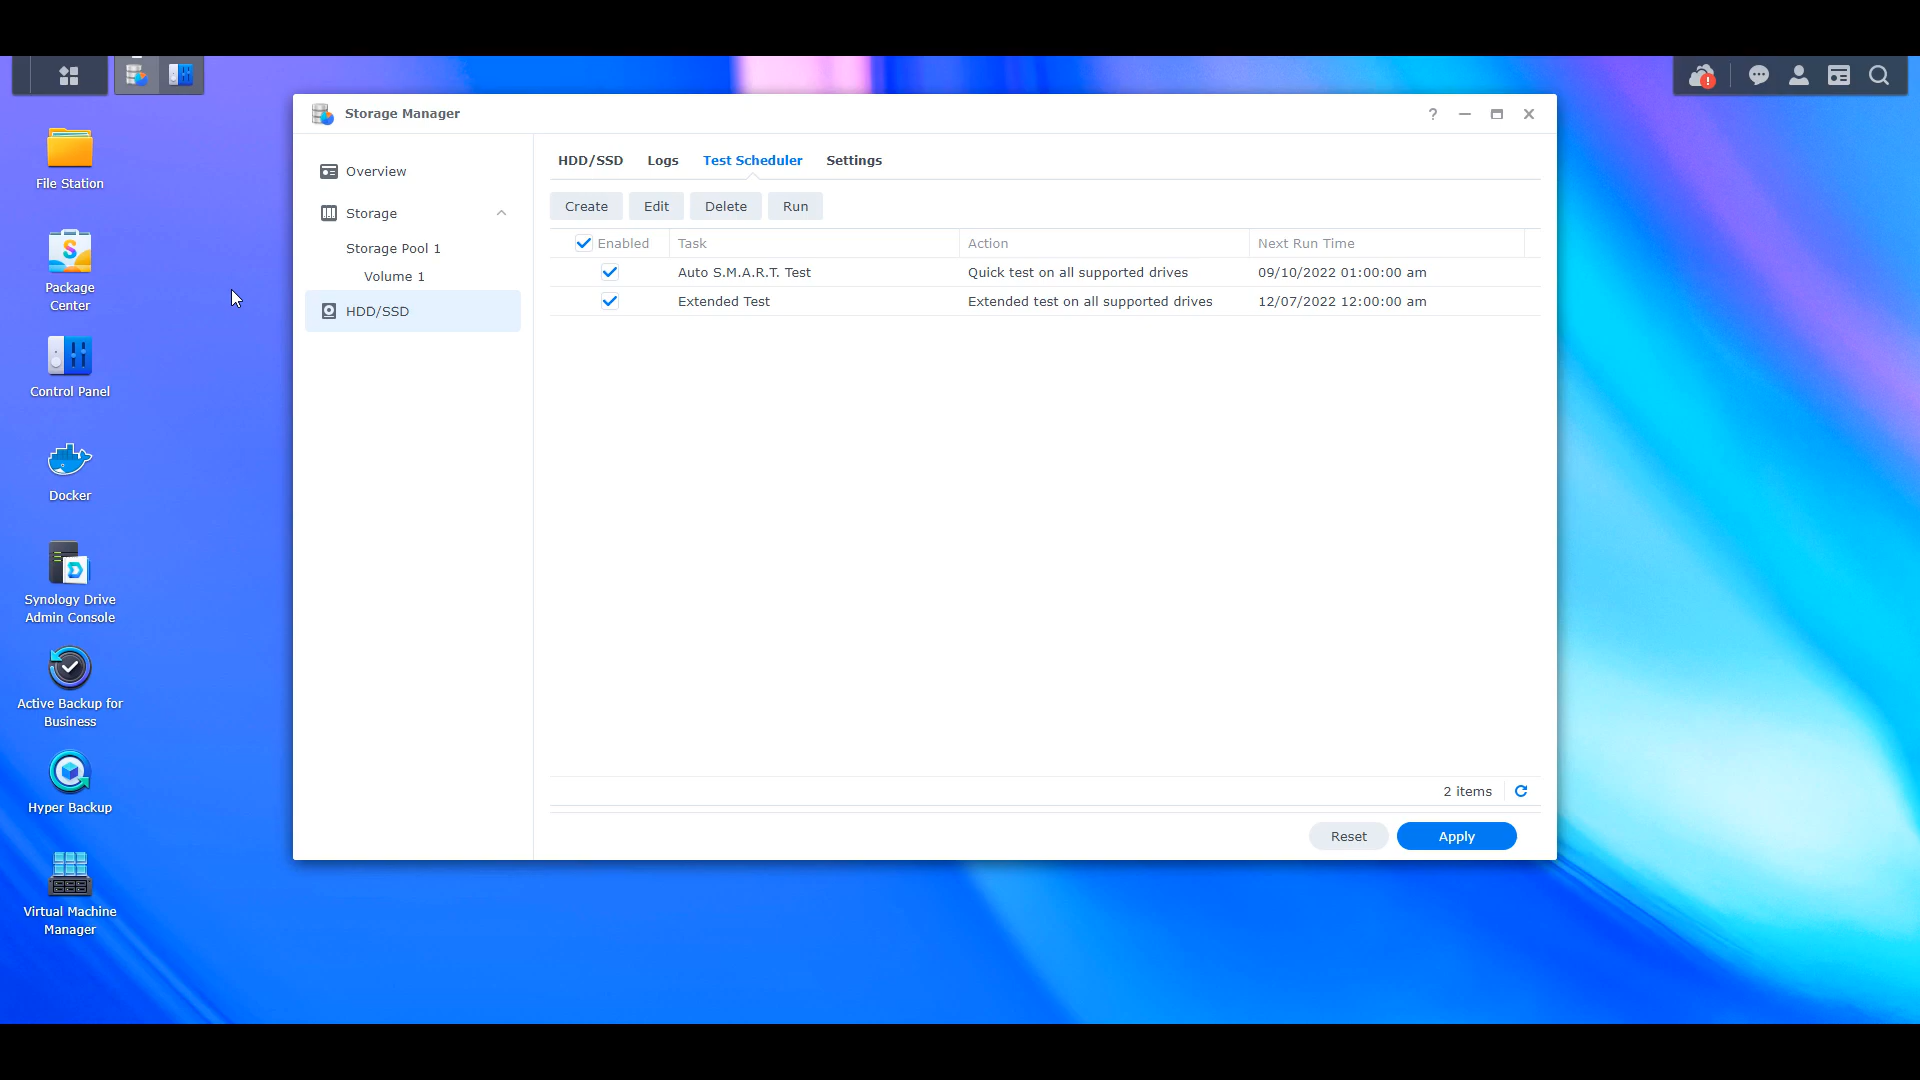 Storage Manager
?
File Station
Package
Center
Control Panel
Docker
Synology Drive
Admin Console
Active Backup for
Business
Hyper Backup
Virtual Machine
Manager
Overview
Storage
Storage Pool 1
Volume 1
HDD/SSD
HDD/SSD Logs Test Scheduler Settings
Create Edit Delete Run
Enabled Task Action Next Run Time
Auto S.M.A.R.T. Test Quick test on all supported drives 09/10/2022 01:00:00 am
Extended Test Extended test on all supported drives 12/07/2022 12:00:00 am
2 items
Reset Apply